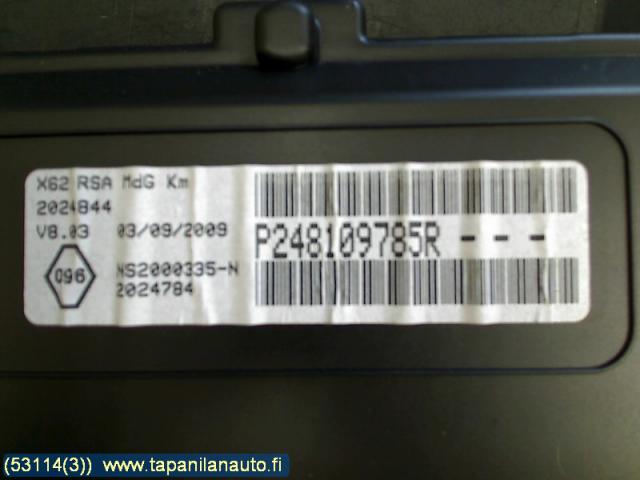 X62 RSA MdG Km
2024844
V8.03 03/09/2009
P248109785R - - -
096
NS2000335-N
2024784
(53114(3)) www.tapanilanauto.fi